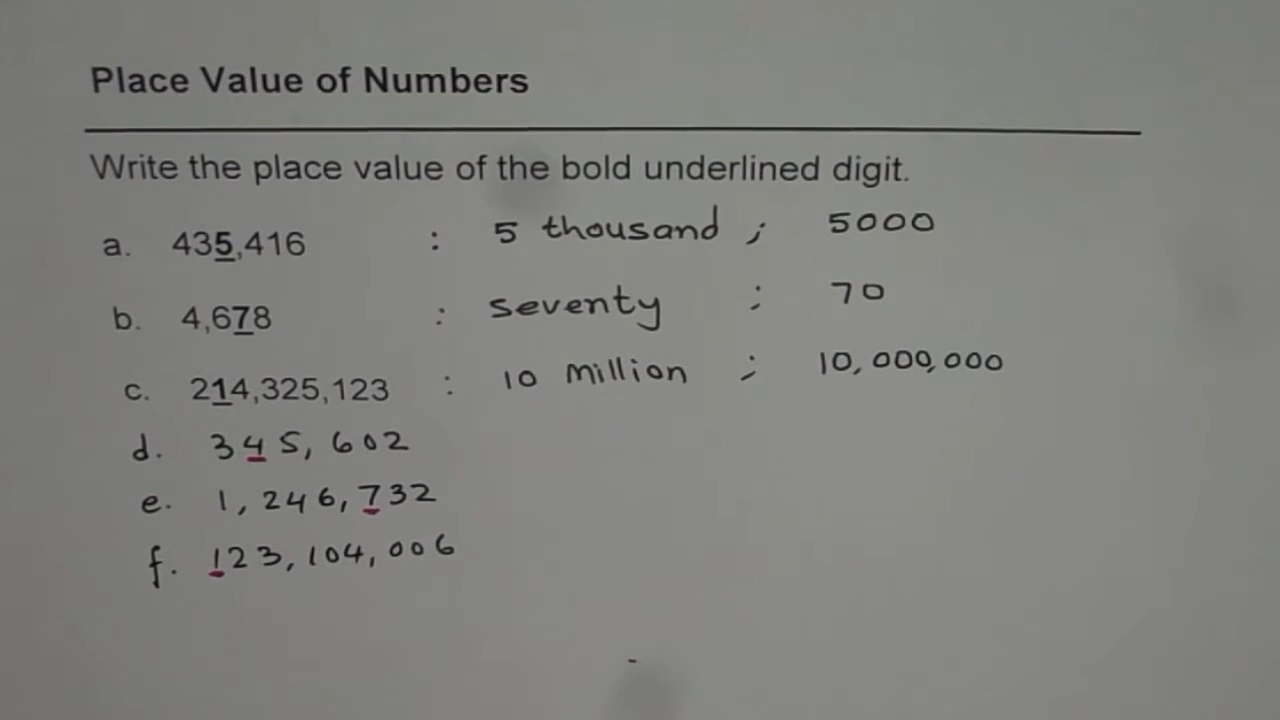 Place Value of Numbers
Write the place value of the bold underlined digit.
a. 435,416 : 5 thousand ; 5000
b. 4,678 : seventy ; 70
c. 214,325,123 : 10 Million ; 10,000,000
d. 345,602
e. 1,246,732
f. 123,104,006